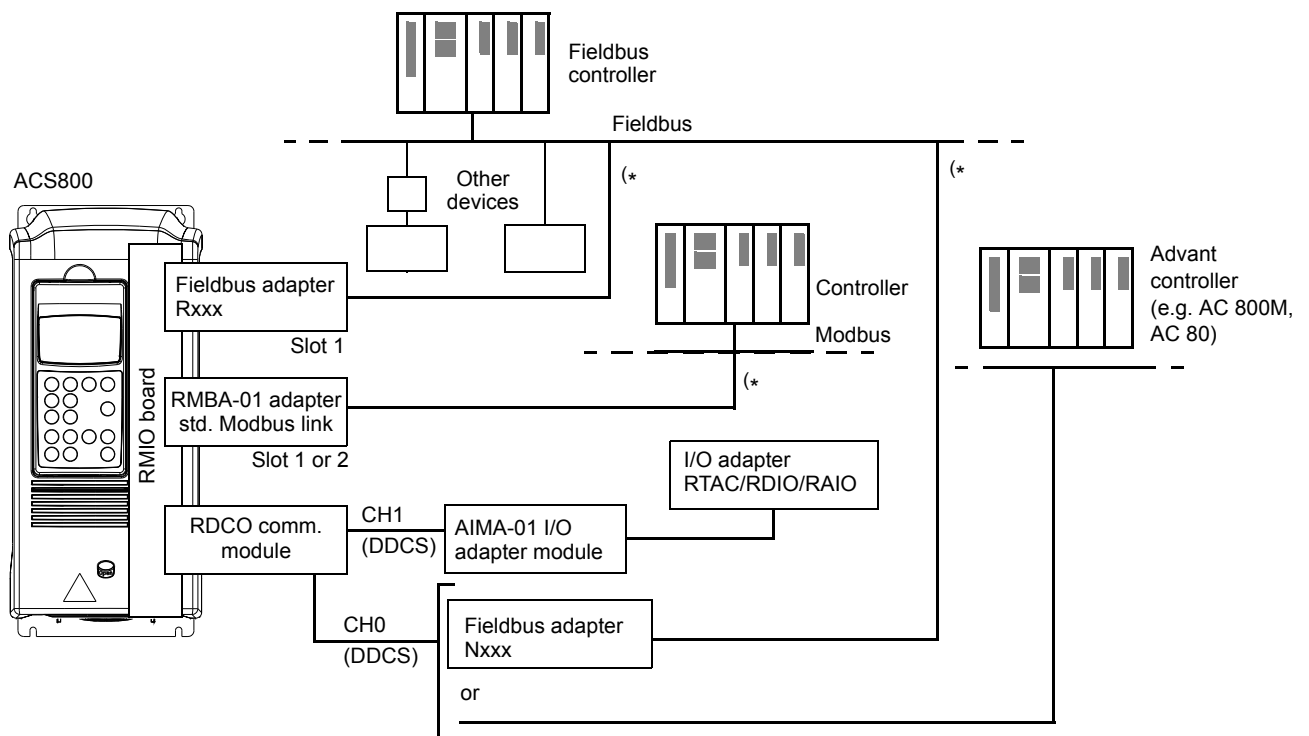 Fieldbus
controller
Fieldbus
(*
(*
Other
devices
ACS800
RMIO board
Fieldbus adapter
Rxxx
Slot 1
Controller
Modbus
(*
Advant
controller
(e.g. AC 800M,
AC 80)
RMBA-01 adapter
std. Modbus link
Slot 1 or 2
I/O adapter
RTAC/RDIO/RAIO
RDCO comm.
module
CH1
(DDCS)
AIMA-01 I/O
adapter module
CH0
(DDCS)
Fieldbus adapter
Nxxx
or